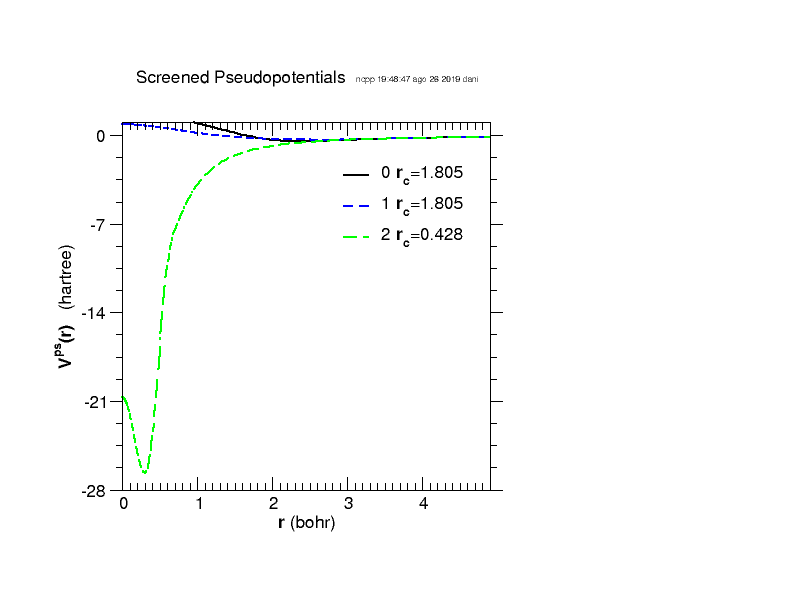 Screened Pseudopotentials ncpp 19:48:47 ago 26 2019 dani
0
-7
-14
-21
-28
V^ps(r) (hartree)
0 r_c=1.805
1 r_c=1.805
2 r_c=0.428
0 1 2 3 4
r (bohr)